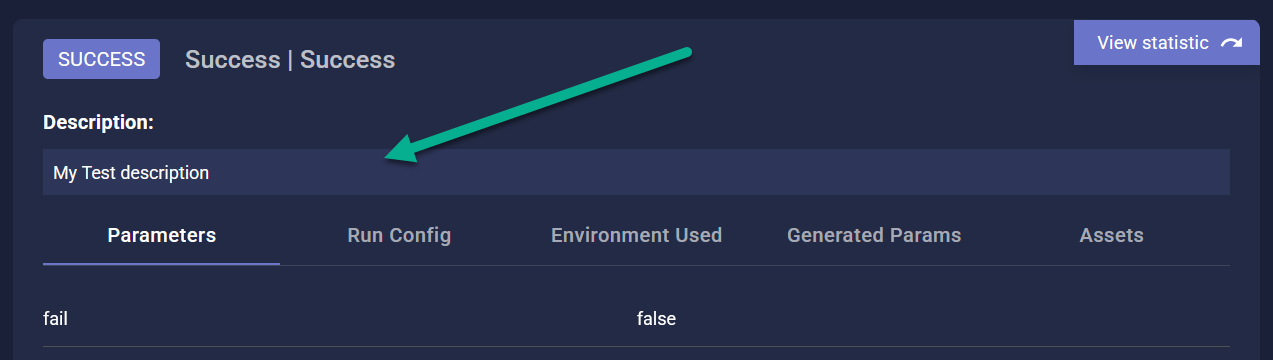 SUCCESS Success | Success View statistic
Description:
My Test description
Parameters Run Config Environment Used Generated Params Assets
fail false